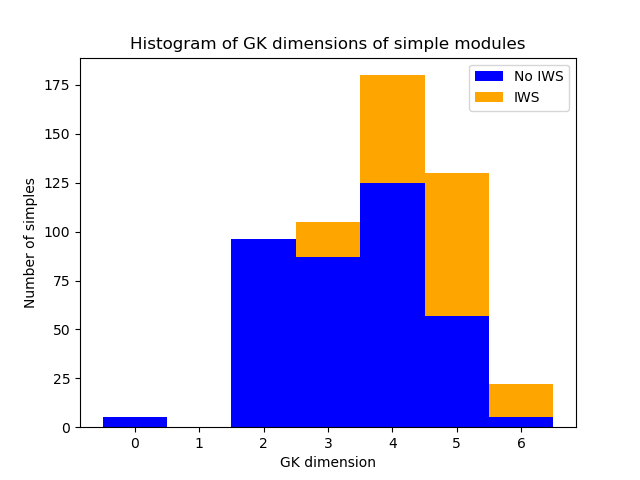 Histogram of GK dimensions of simple modules
No IWS
IWS
175
150
125
100
75
50
25
0
Number of simples
0 1 2 3 4 5 6
GK dimension